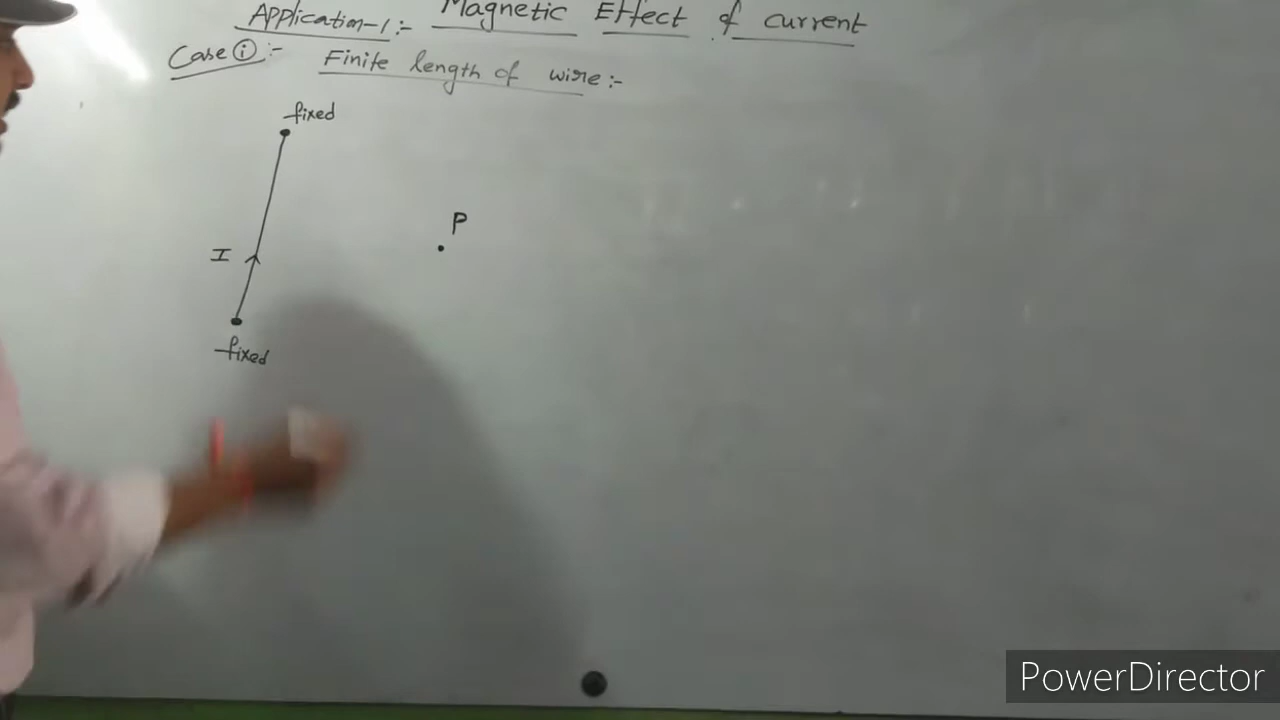 Application-1:- Magnetic Effect of current
Case ⓘ:- Finite length of wire:-
fixed
P
I
fixed
PowerDirector